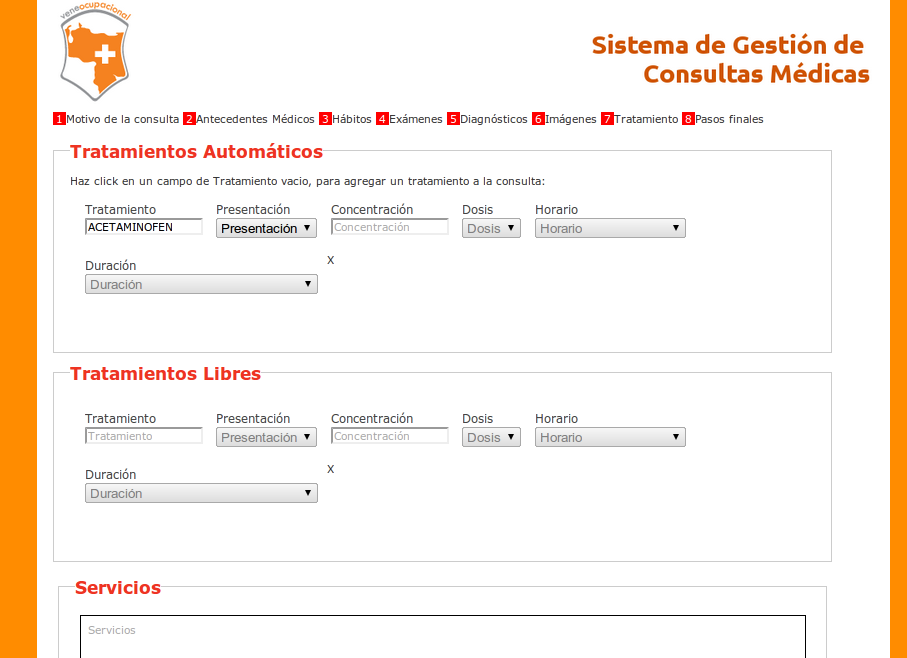 veneocupacional
Sistema de Gestión de
Consultas Médicas
1 Motivo de la consulta 2 Antecedentes Médicos 3 Hábitos 4 Exámenes 5 Diagnósticos 6 Imágenes 7 Tratamiento 8 Pasos finales
Tratamientos Automáticos
Haz click en un campo de Tratamiento vacio, para agregar un tratamiento a la consulta:
Tratamiento Presentación Concentración Dosis Horario
ACETAMINOFEN Presentación Concentración Dosis Horario
Duración X
Duración
Tratamientos Libres
Tratamiento Presentación Concentración Dosis Horario
Tratamiento Presentación Concentración Dosis Horario
Duración X
Duración
Servicios
Servicios